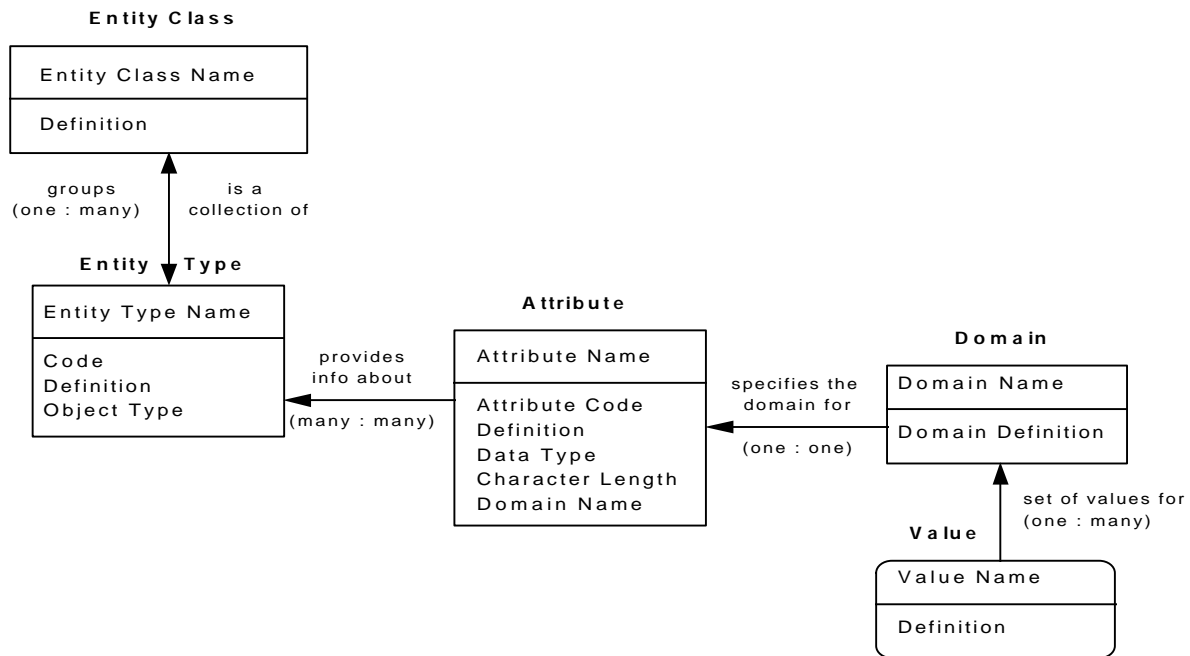 Entity Class
Entity Class Name
Definition
groups
(one : many)
is a
collection of
Entity Type
Entity Type Name
Code
Definition
Object Type
provides
info about
(many : many)
Attribute
Attribute Name
Attribute Code
Definition
Data Type
Character Length
Domain Name
specifies the
domain for
(one : one)
Domain
Domain Name
Domain Definition
set of values for
(one : many)
Value
Value Name
Definition